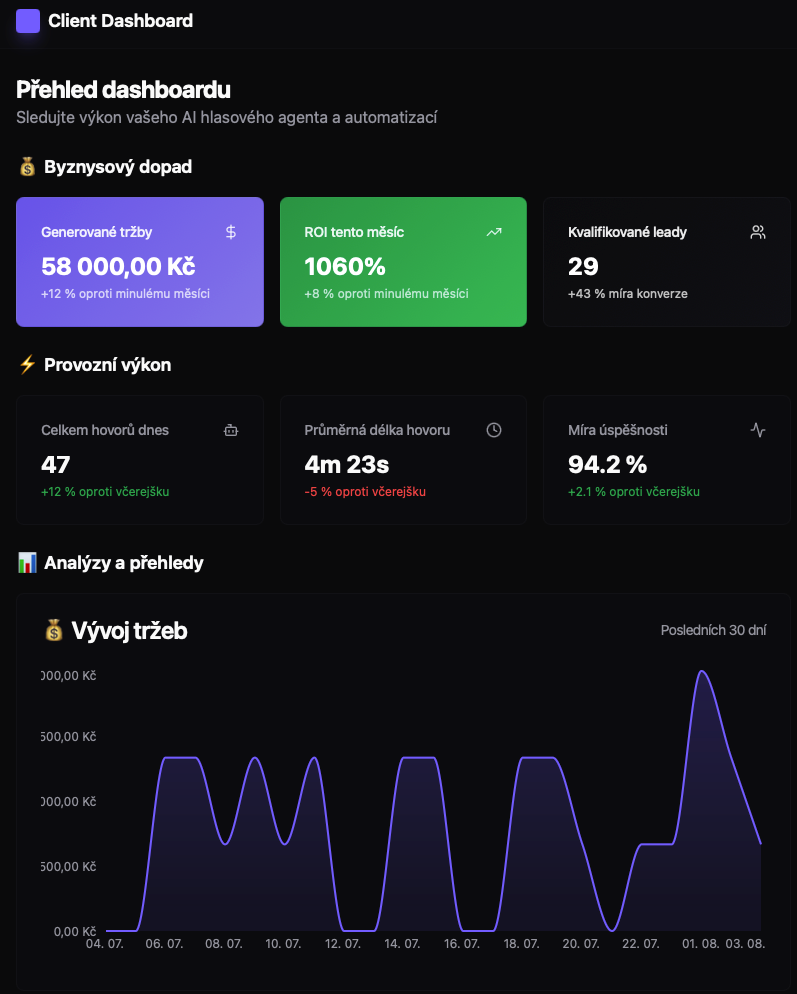 Client Dashboard
Přehled dashboardu
Sledujte výkon vašeho AI hlasového agenta a automatizací
💰 Byznysový dopad
Generované tržby
58 000,00 Kč
+12 % oproti minulému měsíci
ROI tento měsíc
1060%
+8 % oproti minulému měsíci
Kvalifikované leady
29
+43 % míra konverze
⚡ Provozní výkon
Celkem hovorů dnes
47
+12 % oproti včerejšku
Průměrná délka hovoru
4m 23s
-5 % oproti včerejšku
Míra úspěšnosti
94.2 %
+2.1 % oproti včerejšku
📊 Analýzy a přehledy
💰 Vývoj tržeb
Posledních 30 dní
000,00 Kč
500,00 Kč
000,00 Kč
500,00 Kč
0,00 Kč
04. 07. 06. 07. 08. 07. 10. 07. 12. 07. 14. 07. 16. 07. 18. 07. 20. 07. 22. 07. 01. 08. 03. 08.